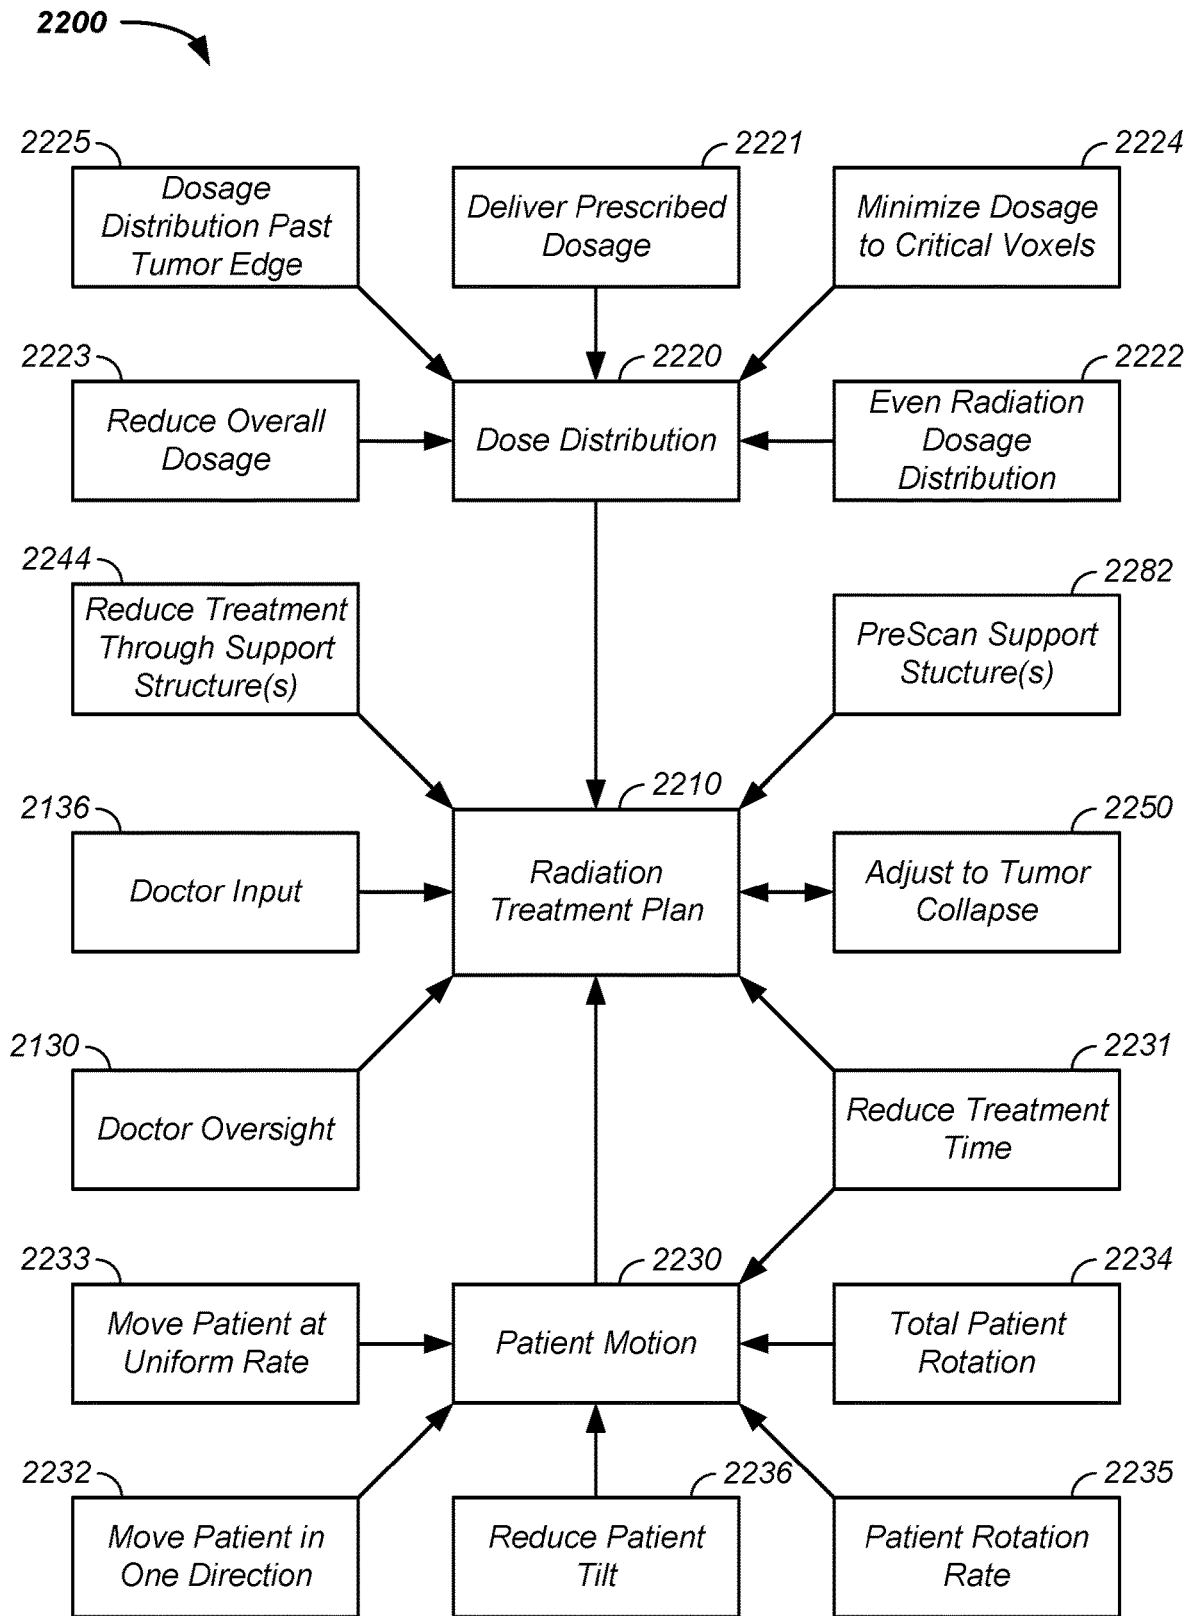 2200
2225
Dosage
Distribution Past
Tumor Edge
2221
Deliver Prescribed
Dosage
2224
Minimize Dosage
to Critical Voxels
2223
Reduce Overall
Dosage
2220
Dose Distribution
2222
Even Radiation
Dosage
Distribution
2244
Reduce Treatment
Through Support
Structure(s)
2282
PreScan Support
Stucture(s)
2136
Doctor Input
2210
Radiation
Treatment Plan
2250
Adjust to Tumor
Collapse
2130
Doctor Oversight
2231
Reduce Treatment
Time
2233
Move Patient at
Uniform Rate
2230
Patient Motion
2234
Total Patient
Rotation
2232
Move Patient in
One Direction
2236
Reduce Patient
Tilt
2235
Patient Rotation
Rate